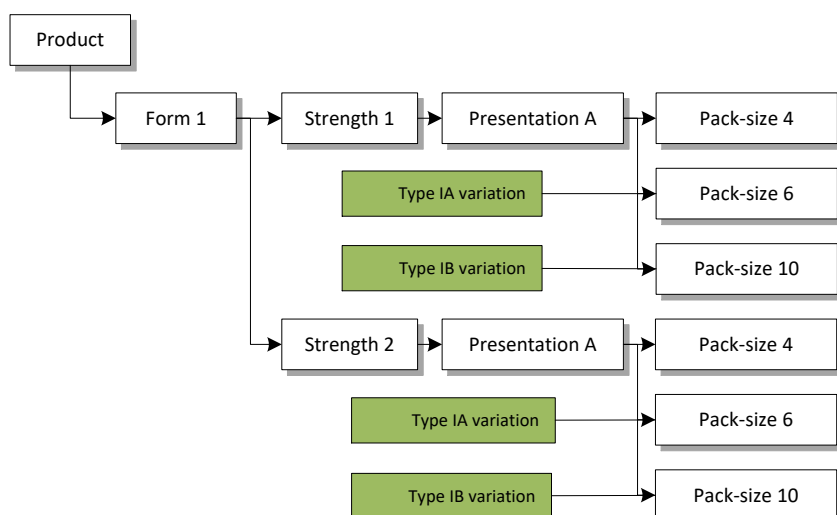 Product
Form 1
Strength 1
Presentation A
Pack-size 4
Type IA variation
Pack-size 6
Type IB variation
Pack-size 10
Strength 2
Presentation A
Pack-size 4
Type IA variation
Pack-size 6
Type IB variation
Pack-size 10